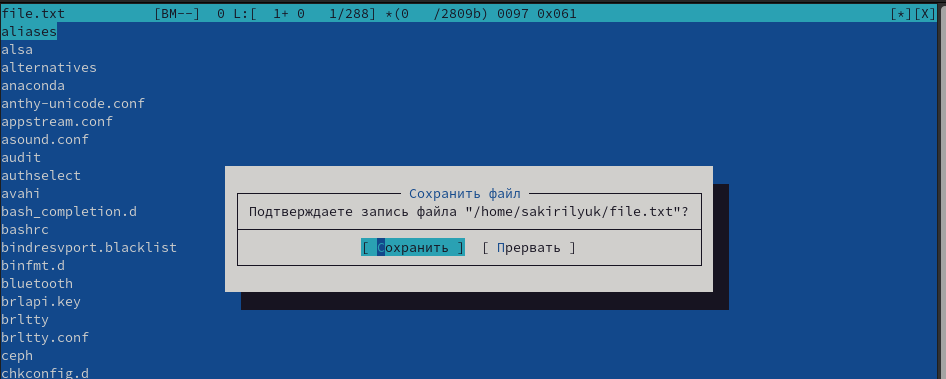 file.txt [BM--] 0 L:[ 1+ 0 1/288] *(0 /2809b) 0097 0x061 [*][X]
aliases
alsa
alternatives
anaconda
anthy-unicode.conf
appstream.conf
asound.conf
audit
authselect
avahi
bash_completion.d
bashrc
bindresvport.blacklist
binfmt.d
bluetooth
brlapi.key
brltty
brltty.conf
ceph
chkconfig.d
Сохранить файл
Подтверждаете запись файла "/home/sakirilyuk/file.txt"?
[ Сохранить ] [ Прервать ]